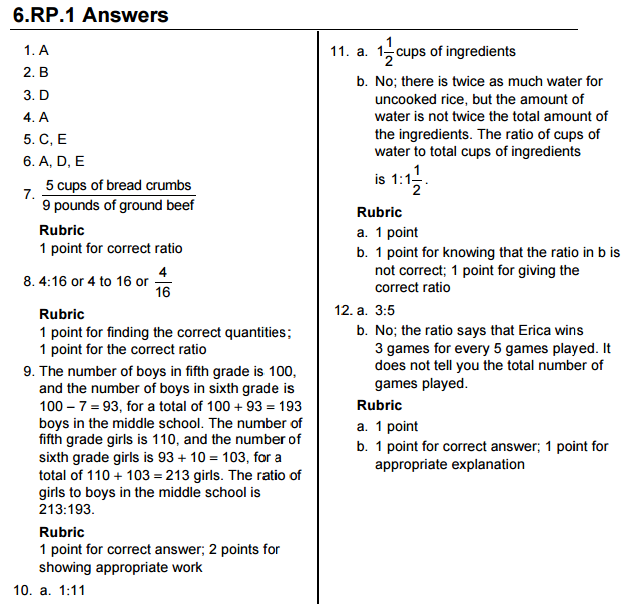 6.RP.1 Answers
1. A
2. B
3. D
4. A
5. C, E
6. A, D, E
7. 5 cups of bread crumbs
9 pounds of ground beef
Rubric
1 point for correct ratio
8. 4:16 or 4 to 16 or 4/16
Rubric
1 point for finding the correct quantities;
1 point for the correct ratio
9. The number of boys in fifth grade is 100,
and the number of boys in sixth grade is
100 – 7 = 93, for a total of 100 + 93 = 193
boys in the middle school. The number of
fifth grade girls is 110, and the number of
sixth grade girls is 93 + 10 = 103, for a
total of 110 + 103 = 213 girls. The ratio of
girls to boys in the middle school is
213:193.
Rubric
1 point for correct answer; 2 points for
showing appropriate work
10. a. 1:11
11. a. 1 1/2 cups of ingredients
b. No; there is twice as much water for
uncooked rice, but the amount of
water is not twice the total amount of
the ingredients. The ratio of cups of
water to total cups of ingredients
is 1:1 1/2.
Rubric
a. 1 point
b. 1 point for knowing that the ratio in b is
not correct; 1 point for giving the
correct ratio
12. a. 3:5
b. No; the ratio says that Erica wins
3 games for every 5 games played. It
does not tell you the total number of
games played.
Rubric
a. 1 point
b. 1 point for correct answer; 1 point for
appropriate explanation